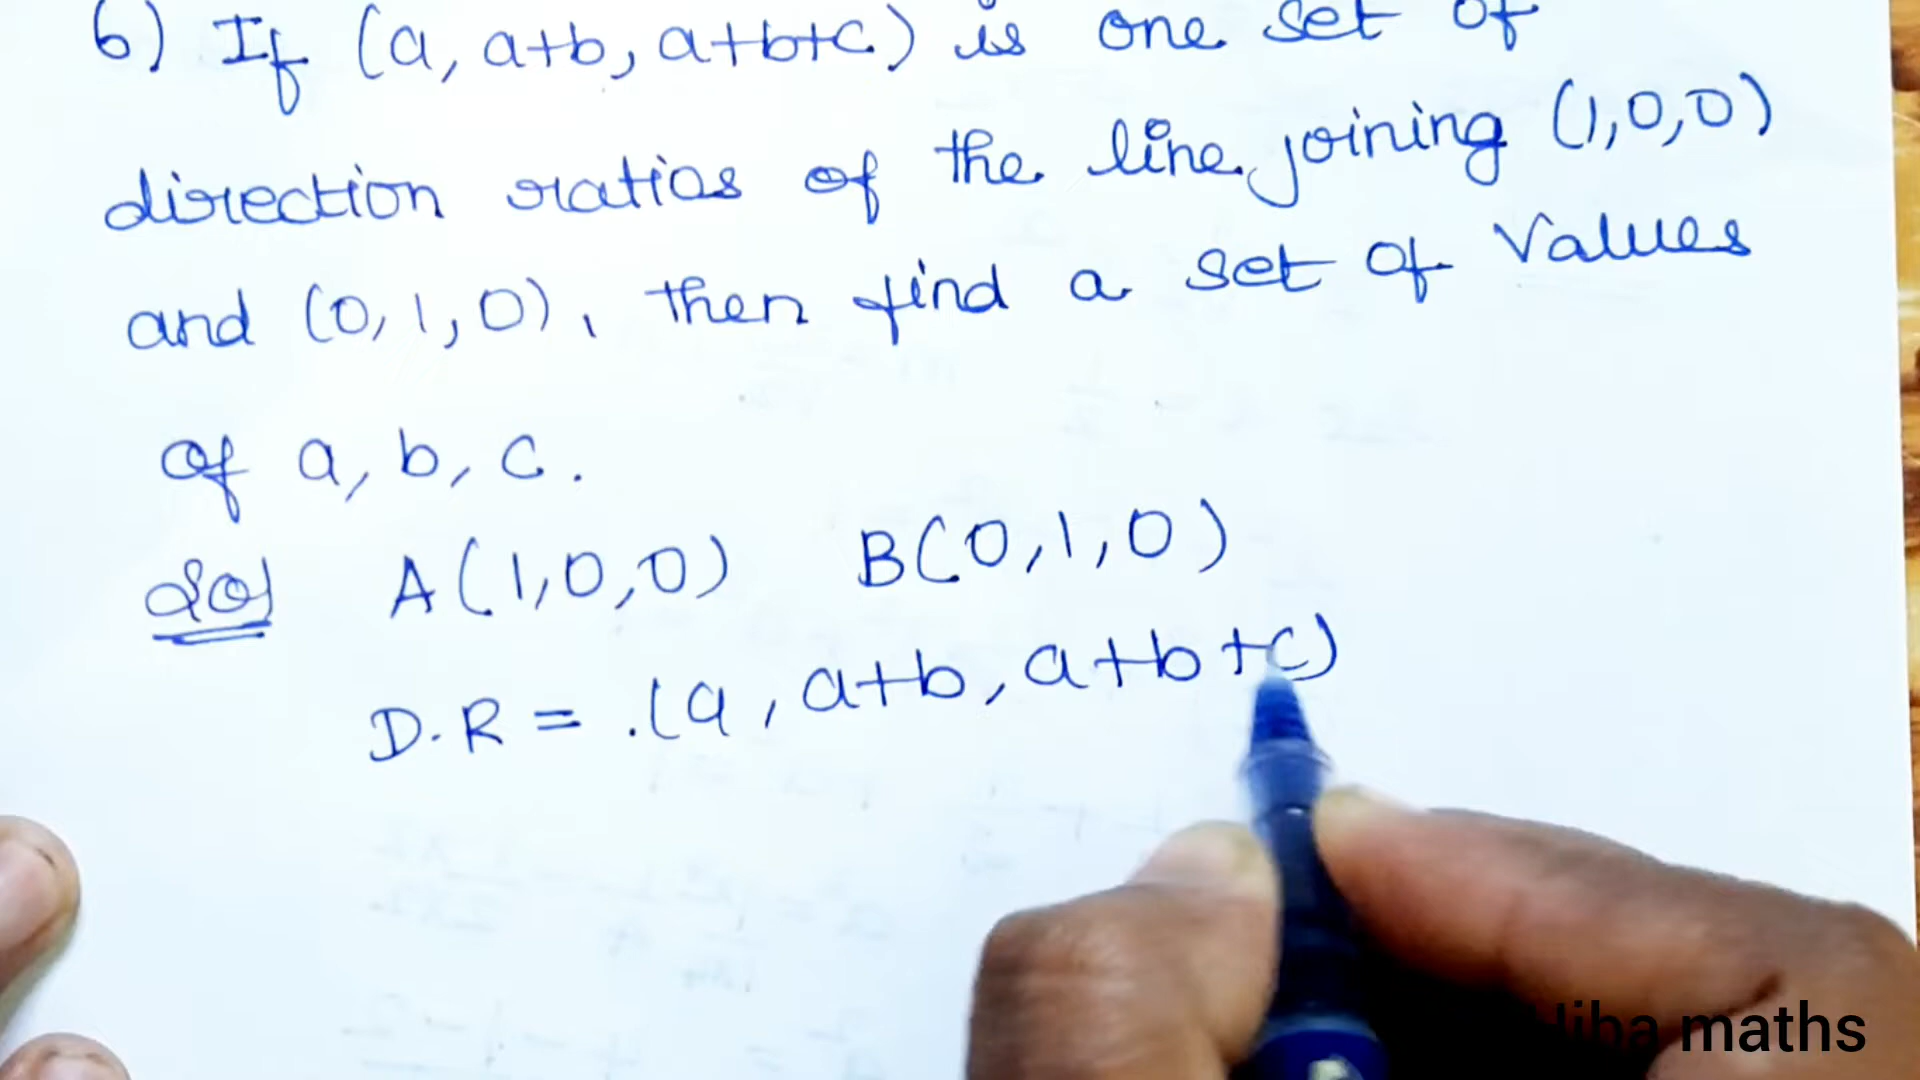 6) If (a, a+b, a+b+c) is one set of
direction ratios of the line joining (1,0,0)
and (0,1,0), then find a set of values
of a, b, c.
Sol A(1,0,0) B(0,1,0)
D.R = .(a, a+b, a+b+c)
Hiba maths